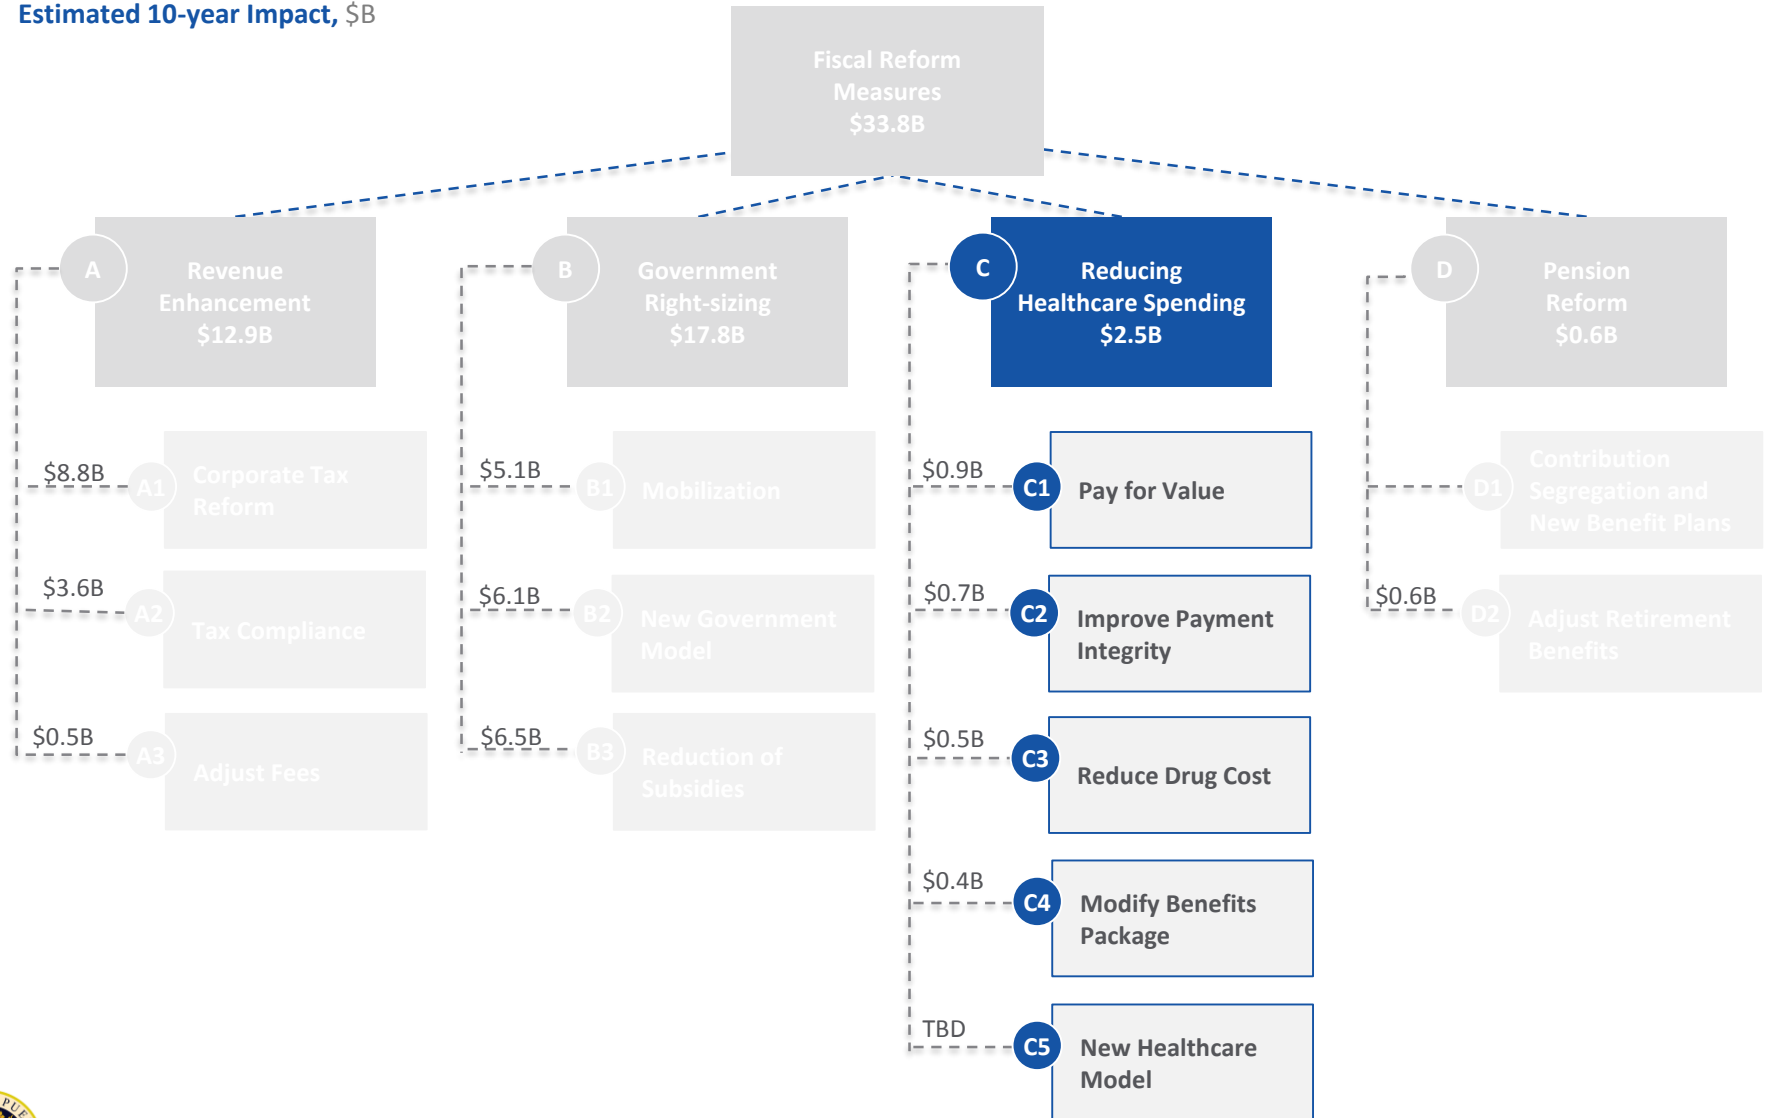 Estimated 10-year Impact, $B
Fiscal Reform
Measures
$33.8B
A
Revenue
Enhancement
$12.9B
$8.8B
A1
Corporate Tax
Reform
$3.6B
A2
Tax Compliance
$0.5B
A3
Adjust Fees
B
Government
Right-sizing
$17.8B
$5.1B
B1
Mobilization
$6.1B
B2
New Government
Model
$6.5B
B3
Reduction of
Subsidies
C
Reducing
Healthcare Spending
$2.5B
$0.9B
C1
Pay for Value
$0.7B
C2
Improve Payment
Integrity
$0.5B
C3
Reduce Drug Cost
$0.4B
C4
Modify Benefits
Package
TBD
C5
New Healthcare
Model
D
Pension
Reform
$0.6B
D1
Contribution
Segregation and
New Benefit Plans
$0.6B
D2
Adjust Retirement
Benefits